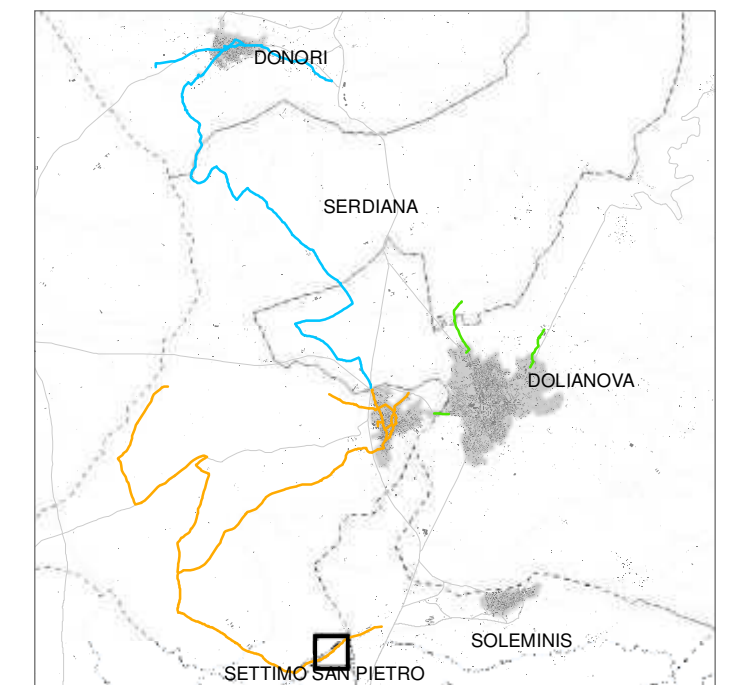 DONORI
SERDIANA
DOLIANOVA
SOLEMINIS
SETTIMO SAN PIETRO